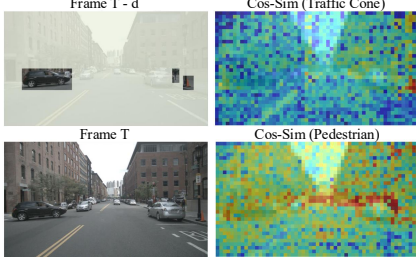 Frame T - d
Cos-Sim (Traffic Cone)
Frame T
Cos-Sim (Pedestrian)